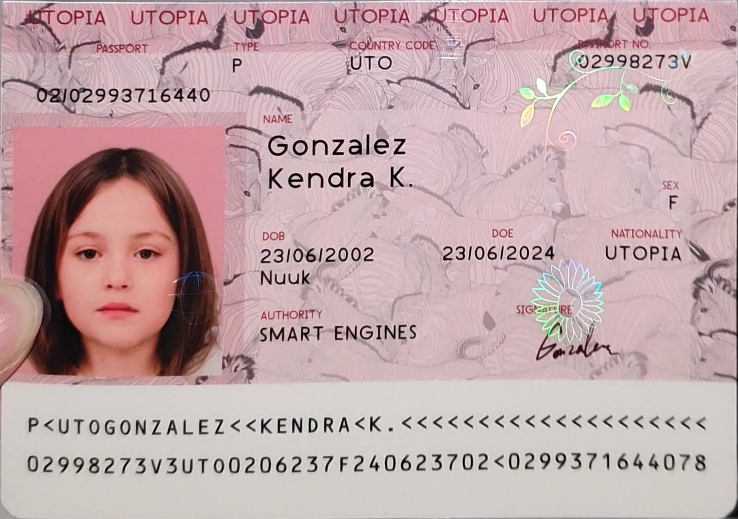 UTOPIA UTOPIA UTOPIA UTOPIA UTOPIA UTOPIA UTOPIA
PASSPORT TYPE COUNTRY CODE PASSPORT NO
P UTO 02998273V
02/02993716440
NAME
Gonzalez
Kendra K.
SEX
F
DOB DOE NATIONALITY
23/06/2002 23/06/2024 UTOPIA
Nuuk
AUTHORITY SIGNATURE
SMART ENGINES
Gonzalez
P<UTOGONZALEZ<<KENDRA<K.<<<<<<<<<<<<<<<<<<<<
02998273V3UTO0206237F240623702<0299371644078